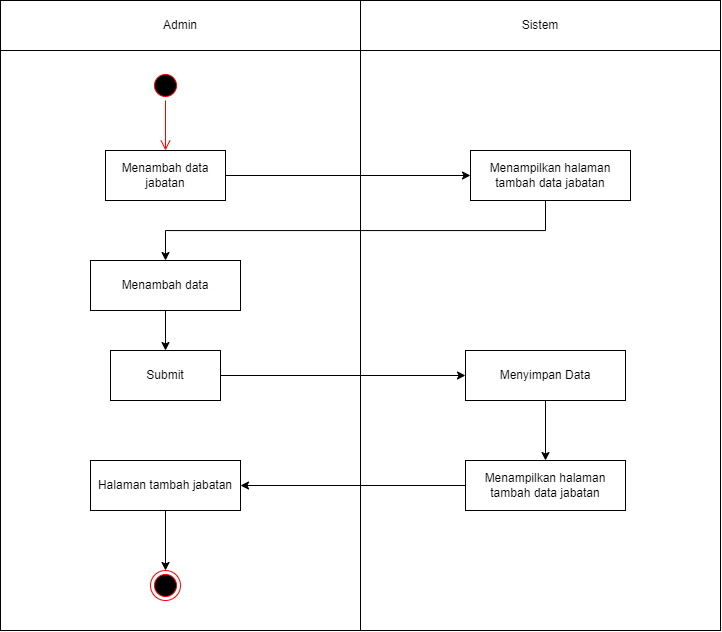 Admin
Sistem
Menambah data
jabatan
Menampilkan halaman
tambah data jabatan
Menambah data
Submit
Menyimpan Data
Halaman tambah jabatan
Menampilkan halaman
tambah data jabatan